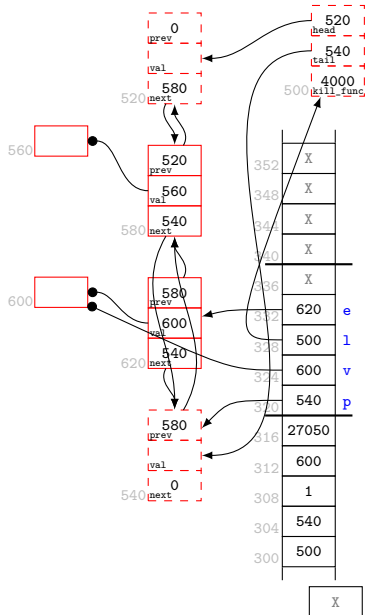 0
prev
val
580
520 next
520
head
540
tail
4000
500 kill_func
520
prev
560
560
val
540
580
580
prev
600
600
val
540
620 next
580
prev
val
0
540 next
352 X
348 X
344 X
340 X
336 X
332 620 e
328 500 l
324 600 v
320 540 p
316 27050
312 600
308 1
304 540
300 500
X